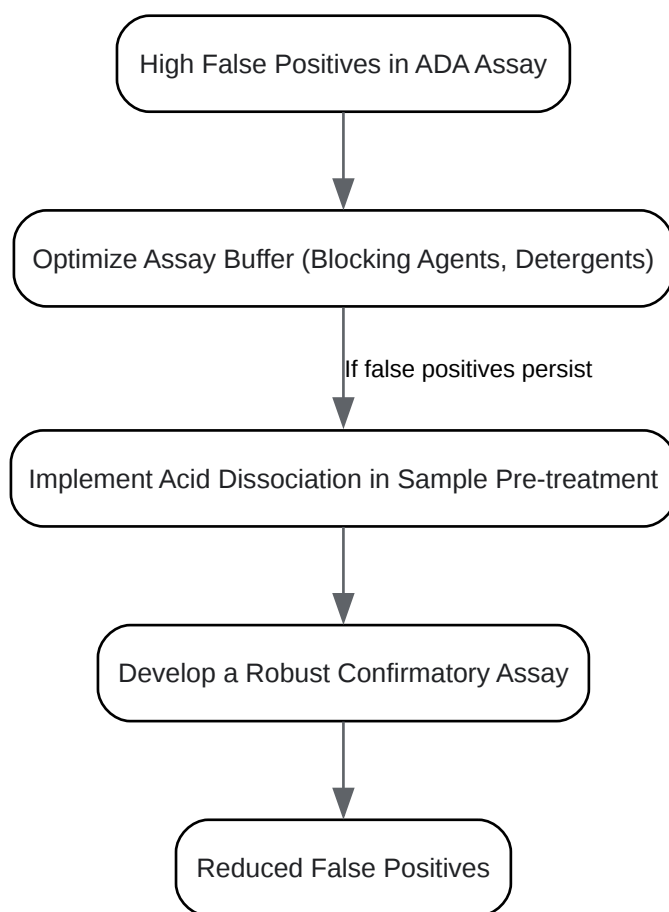 High False Positives in ADA Assay
Optimize Assay Buffer (Blocking Agents, Detergents)
If false positives persist
Implement Acid Dissociation in Sample Pre-treatment
Develop a Robust Confirmatory Assay
Reduced False Positives